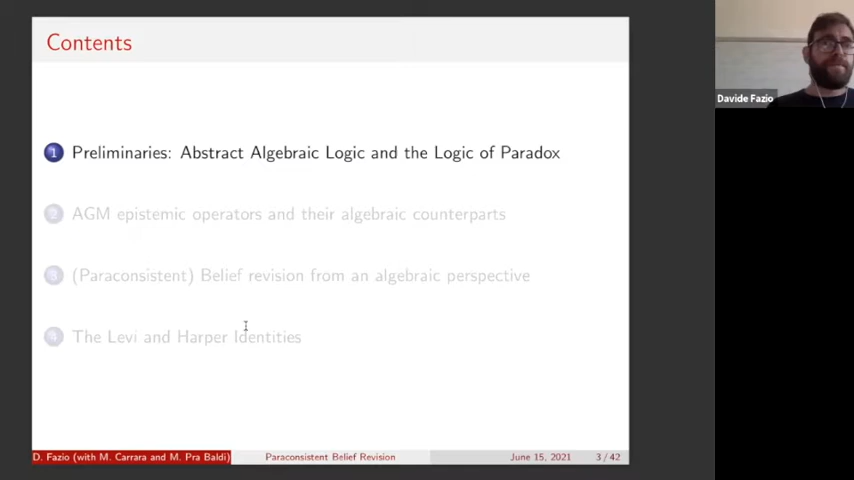 Contents
1 Preliminaries: Abstract Algebraic Logic and the Logic of Paradox
2 AGM epistemic operators and their algebraic counterparts
3 (Paraconsistent) Belief revision from an algebraic perspective
4 The Levi and Harper Identities
D. Fazio (with M. Carrara and M. Pra Baldi) Paraconsistent Belief Revision June 15, 2021 3 / 42
Davide Fazio